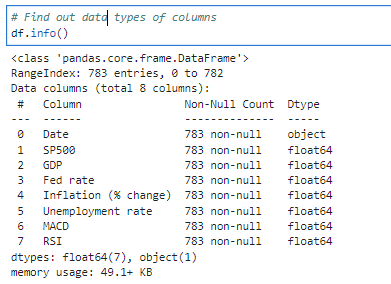 # Find out data types of columns
df.info()
<class 'pandas.core.frame.DataFrame'>
RangeIndex: 783 entries, 0 to 782
Data columns (total 8 columns):
 #   Column                Non-Null Count  Dtype
---  ------                --------------  -----
 0   Date                  783 non-null    object
 1   SP500                 783 non-null    float64
 2   GDP                   783 non-null    float64
 3   Fed rate              783 non-null    float64
 4   Inflation (% change)  783 non-null    float64
 5   Unemployment rate     783 non-null    float64
 6   MACD                  783 non-null    float64
 7   RSI                   783 non-null    float64
dtypes: float64(7), object(1)
memory usage: 49.1+ KB